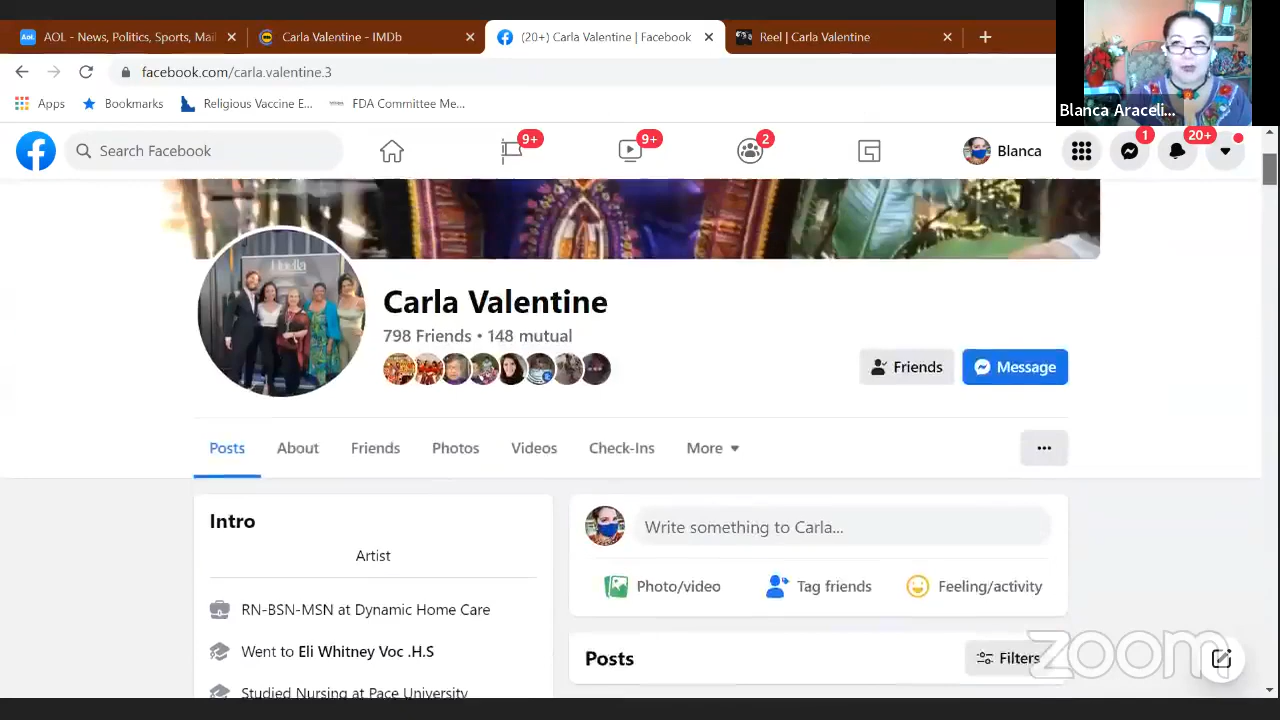 AOL - News, Politics, Sports, Mail
Carla Valentine - IMDb
(20+) Carla Valentine | Facebook
Reel | Carla Valentine
facebook.com/carla.valentine.3
Apps
Bookmarks
Religious Vaccine E...
FDA Committee Me...
Blanca Araceli...
Search Facebook
9+
9+
2
Blanca
1
20+
Carla Valentine
798 Friends • 148 mutual
Friends
Message
Posts
About
Friends
Photos
Videos
Check-Ins
More
Intro
Artist
RN-BSN-MSN at Dynamic Home Care
Went to Eli Whitney Voc .H.S
Studied Nursing at Pace University
Write something to Carla...
Photo/video
Tag friends
Feeling/activity
Posts
Filters
zoom